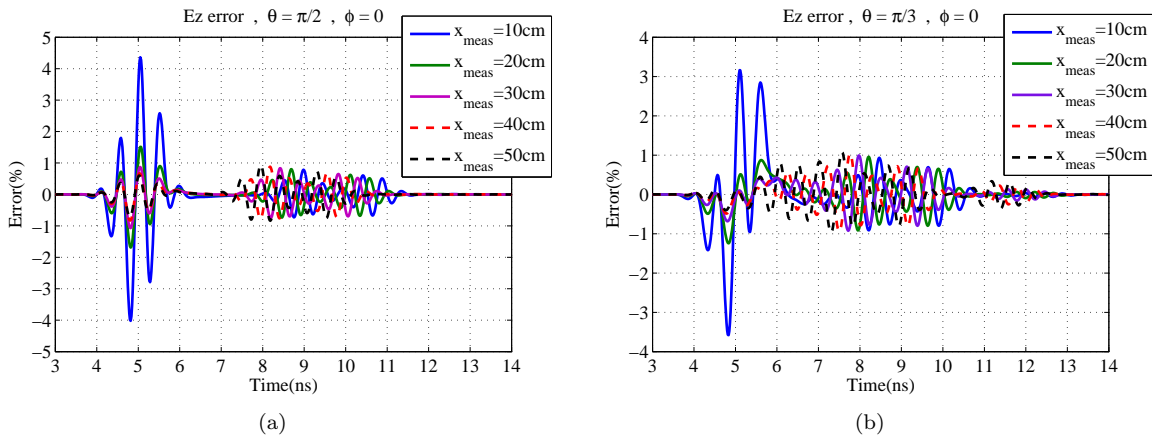 Ez error , θ = π/2 , ϕ = 0
5
4
3
2
1
0
−1
−2
−3
−4
−5
Error(%)
3 4 5 6 7 8 9 10 11 12 13 14
Time(ns)
x_meas=10cm
x_meas=20cm
x_meas=30cm
x_meas=40cm
x_meas=50cm
(a)
Ez error , θ = π/3 , ϕ = 0
4
3
2
1
0
−1
−2
−3
−4
Error(%)
3 4 5 6 7 8 9 10 11 12 13 14
Time(ns)
x_meas=10cm
x_meas=20cm
x_meas=30cm
x_meas=40cm
x_meas=50cm
(b)